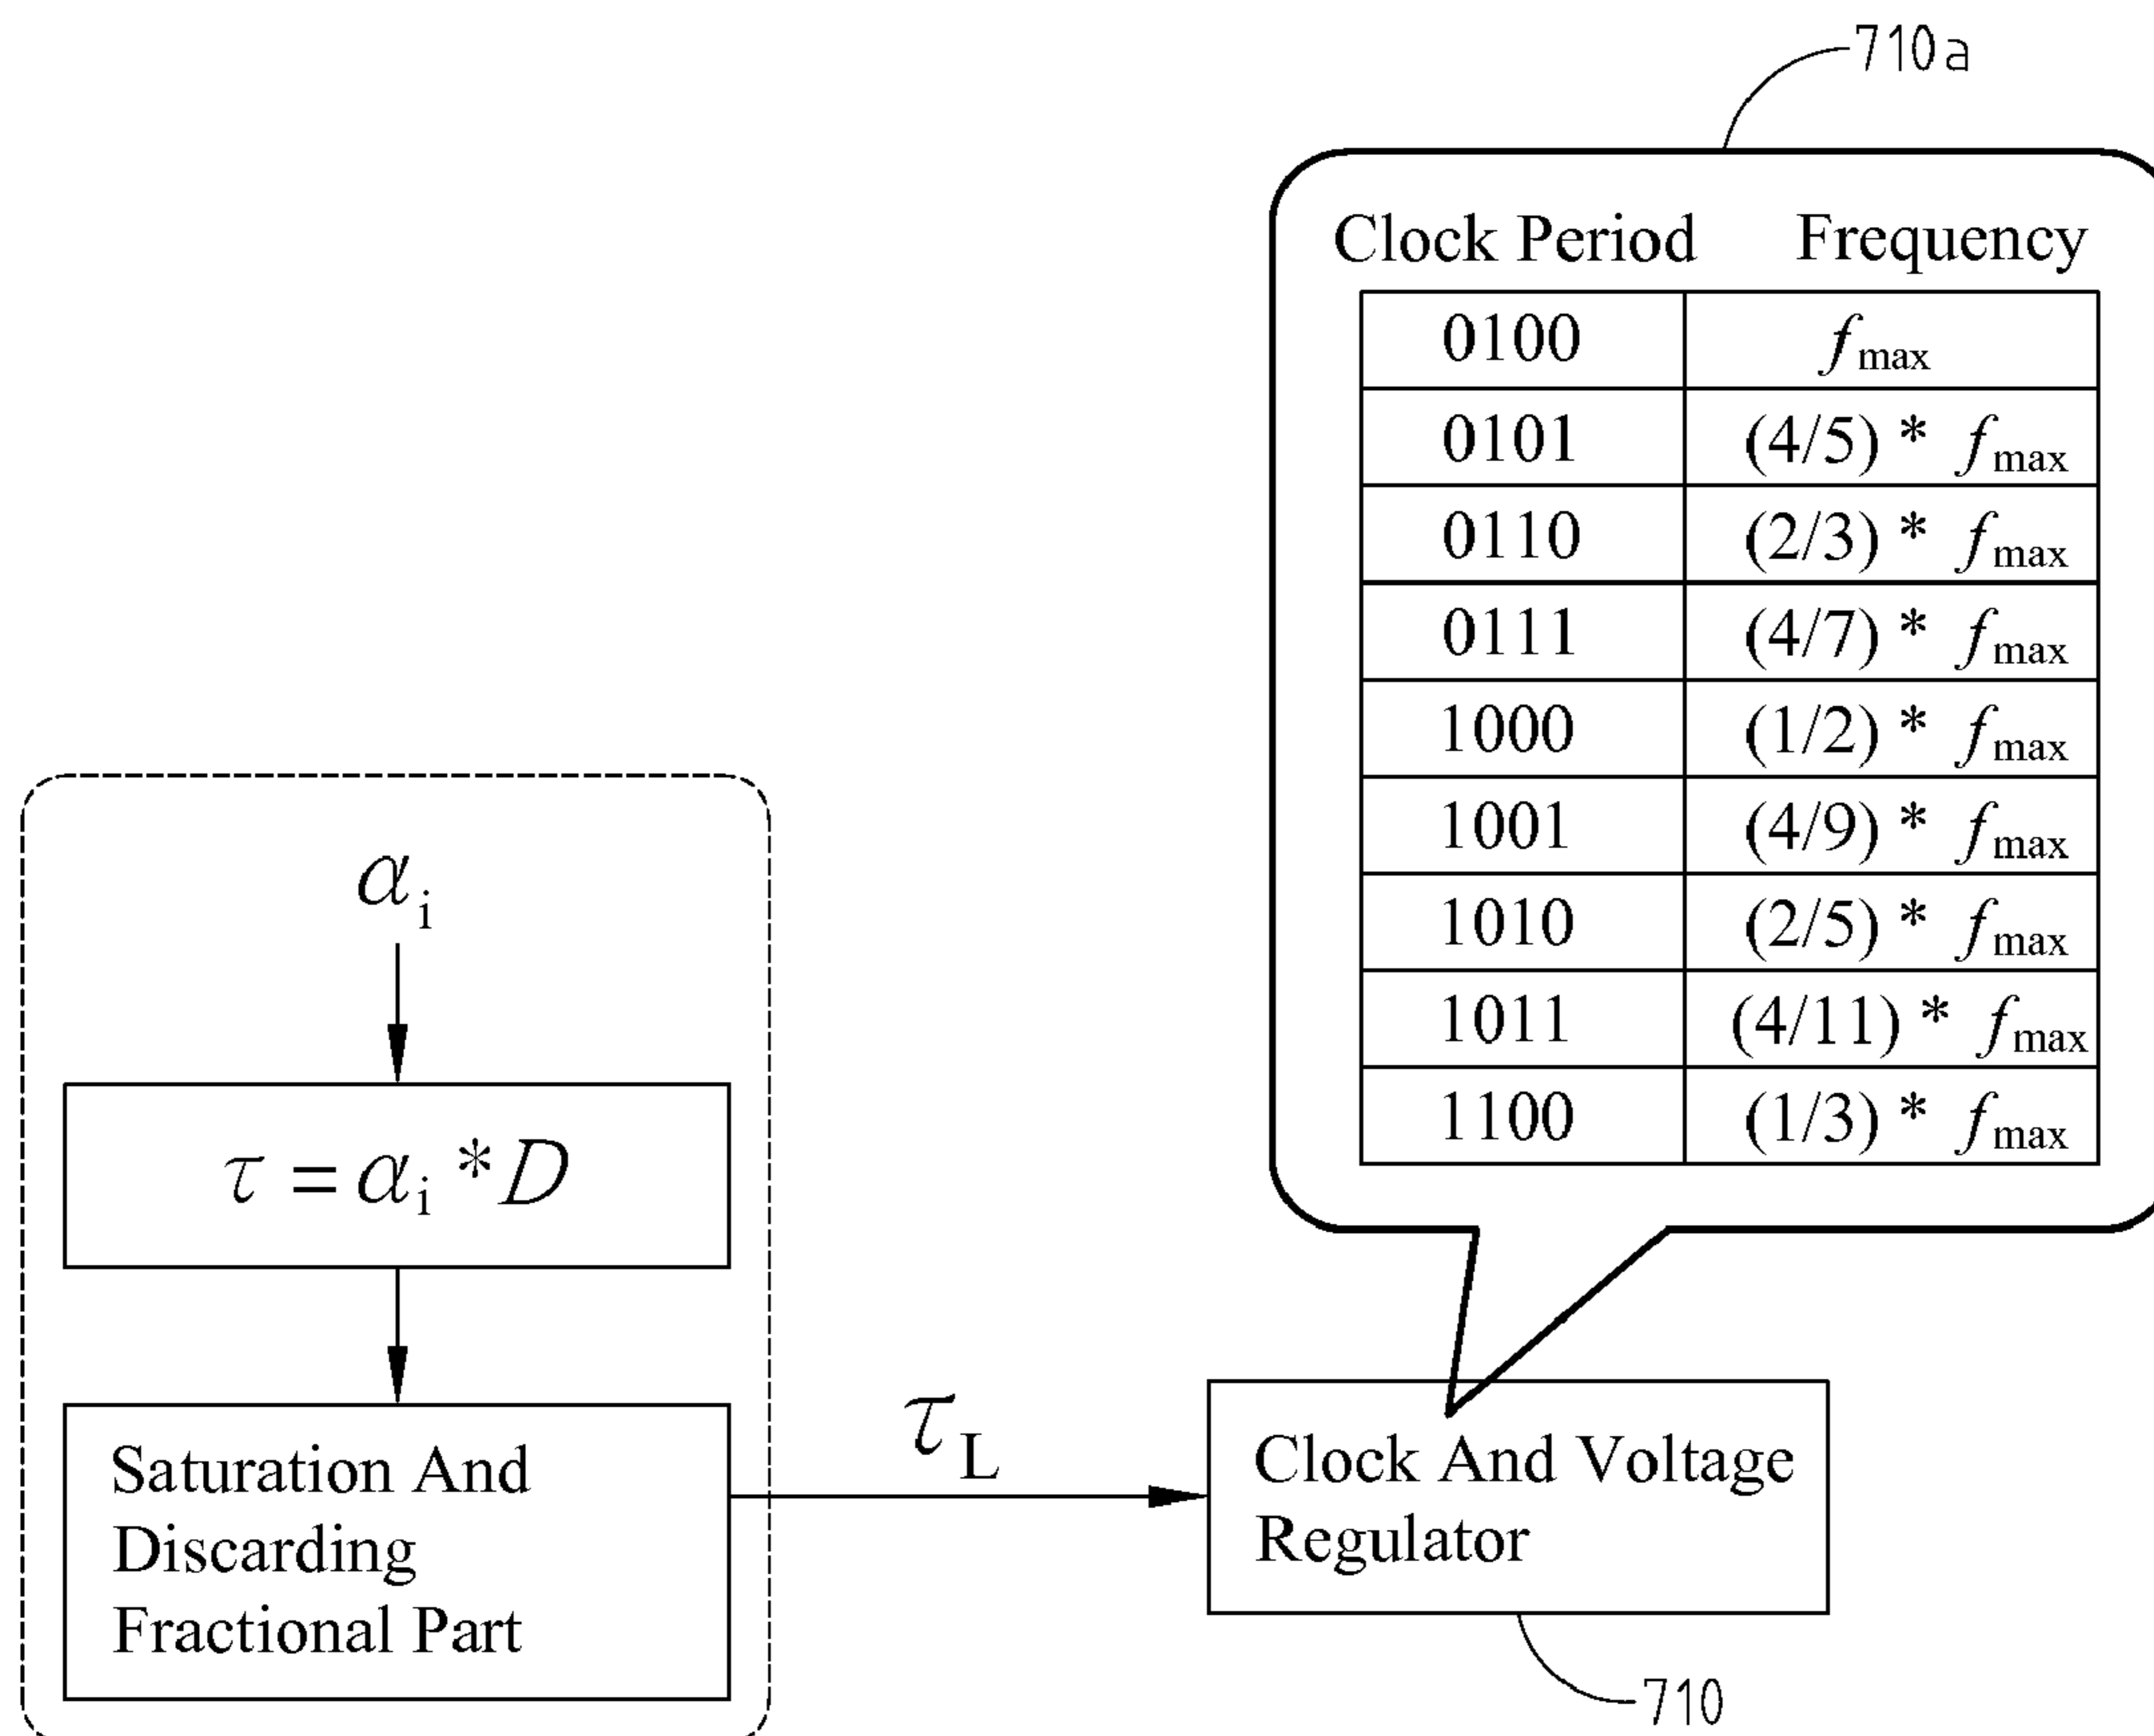 710a
Clock Period Frequency
0100 fmax
0101 (4/5) * fmax
0110 (2/3) * fmax
0111 (4/7) * fmax
1000 (1/2) * fmax
1001 (4/9) * fmax
1010 (2/5) * fmax
1011 (4/11) * fmax
1100 (1/3) * fmax
αi
τ = αi * D
Saturation And
Discarding
Fractional Part
τL
Clock And Voltage
Regulator
710